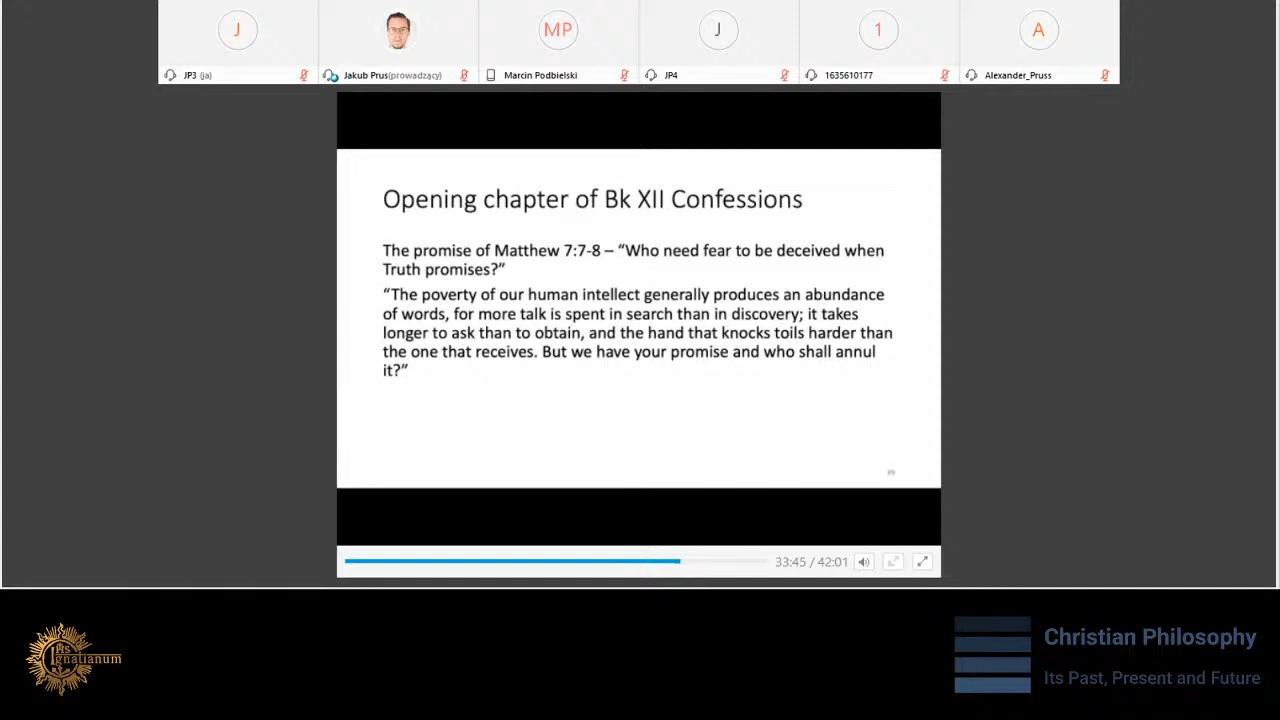 J
MP
J
1
A
JP3 (ja)
Jakub Prus(prowadzący)
Marcin Podbielski
JP4
1635610177
Alexander_Pruss
Opening chapter of Bk XII Confessions
The promise of Matthew 7:7-8 – “Who need fear to be deceived when
Truth promises?”
“The poverty of our human intellect generally produces an abundance
of words, for more talk is spent in search than in discovery; it takes
longer to ask than to obtain, and the hand that knocks toils harder than
the one that receives. But we have your promise and who shall annul
it?”
33:45 / 42:01
Ignatianum
Christian Philosophy
Its Past, Present and Future